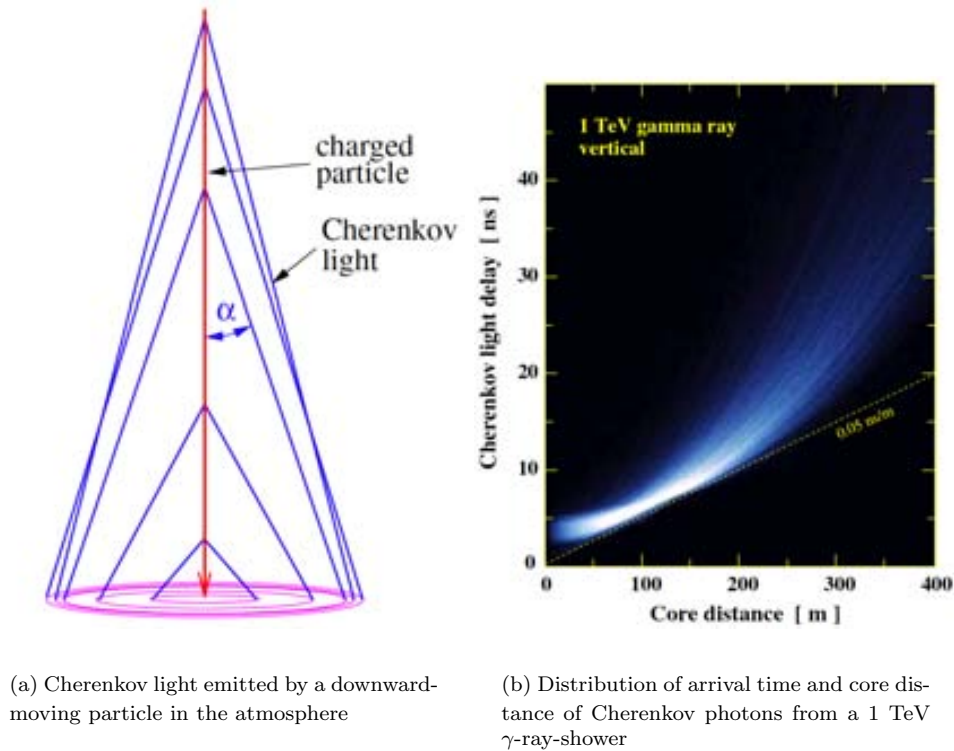 charged
particle
Cherenkov
light
α
1 TeV gamma ray
vertical
Cherenkov light delay [ ns ]
40
30
20
10
0
0.05 ns/m
0
100
200
300
400
Core distance [ m ]
(a) Cherenkov light emitted by a downward-
moving particle in the atmosphere
(b) Distribution of arrival time and core dis-
tance of Cherenkov photons from a 1 TeV
γ-ray-shower